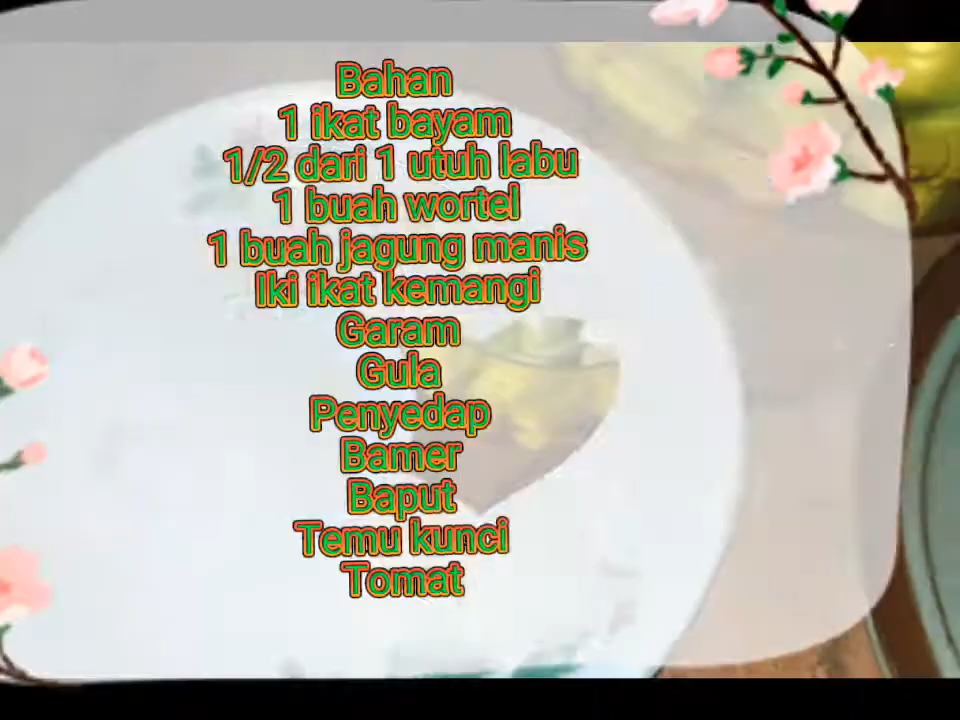 Bahan
1 ikat bayam
1/2 dari 1 utuh labu
1 buah wortel
1 buah jagung manis
Iki ikat kemangi
Garam
Gula
Penyedap
Bamer
Baput
Temu kunci
Tomat